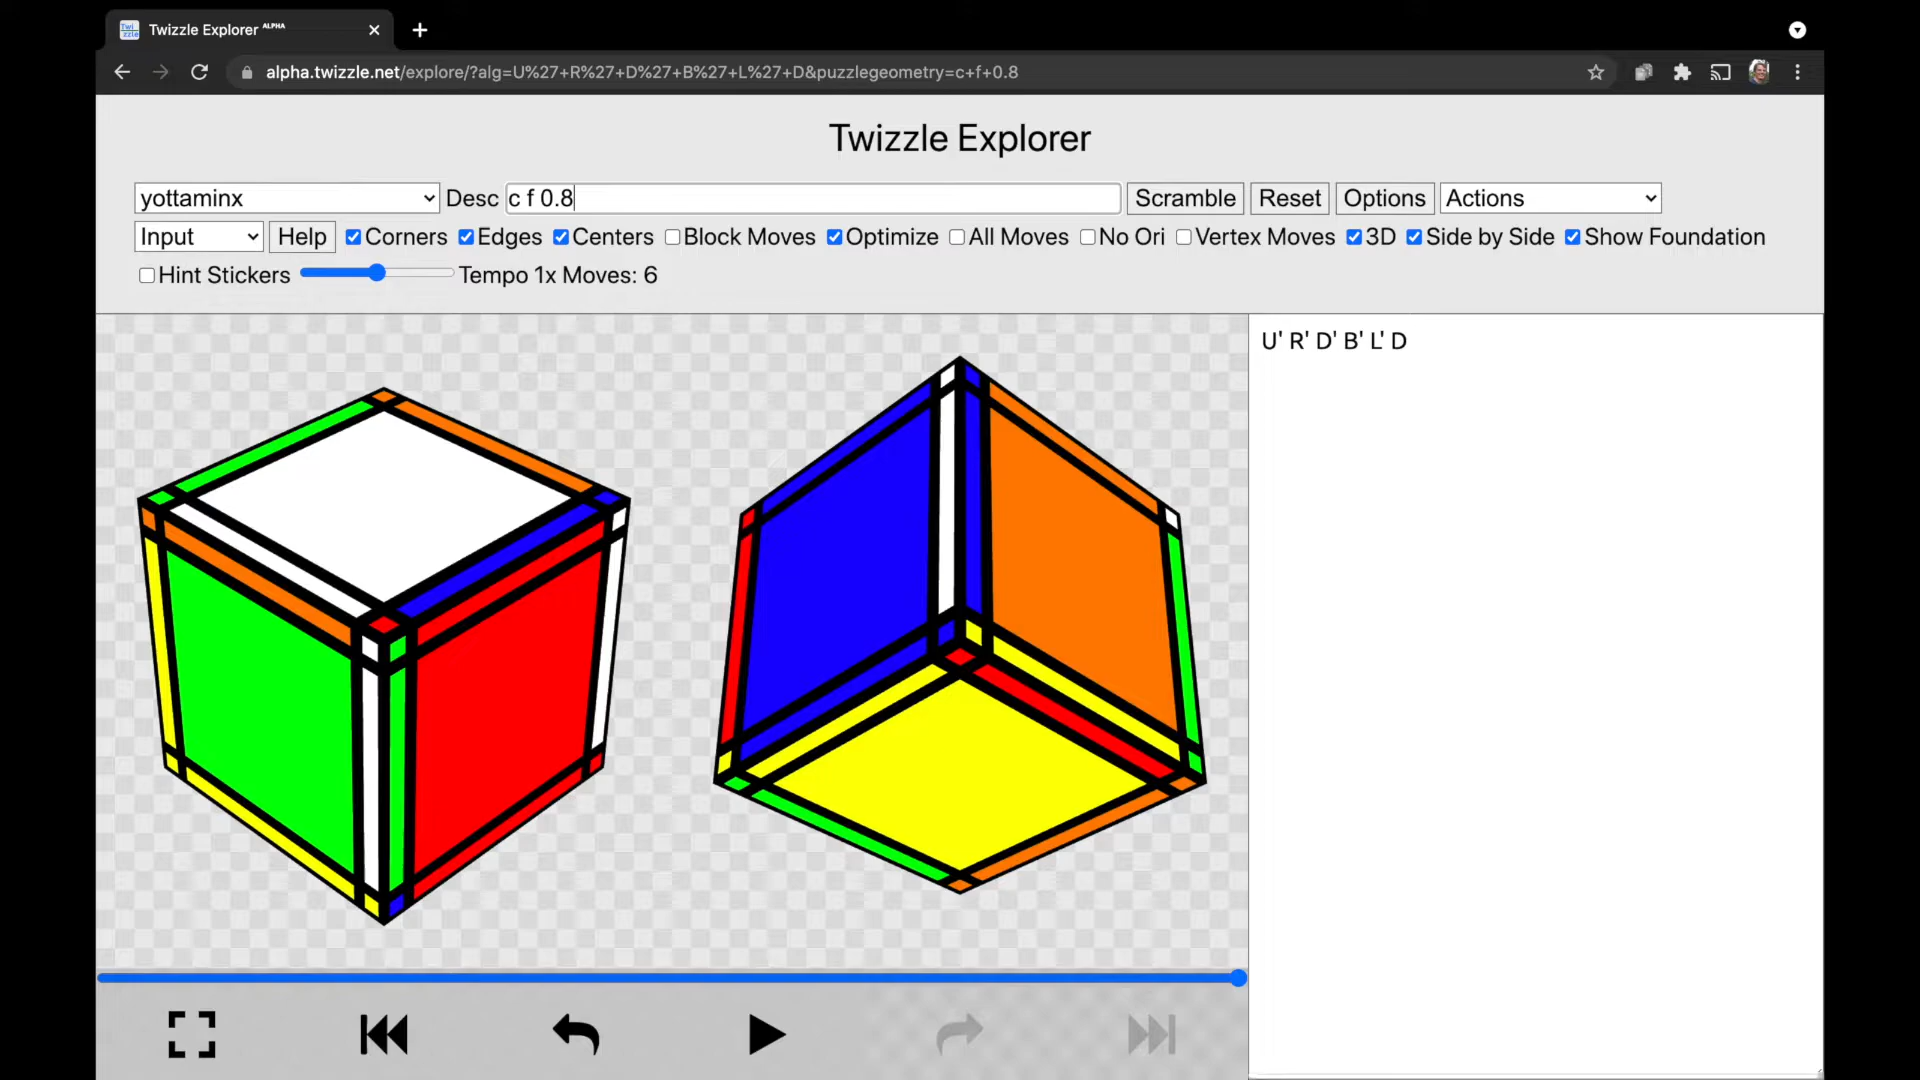 Twizzle Explorer ALPHA
alpha.twizzle.net/explore/?alg=U%27+R%27+D%27+B%27+L%27+D&puzzlegeometry=c+f+0.8
Twizzle Explorer
yottaminx Desc c f 0.8 Scramble Reset Options Actions
Input Help Corners Edges Centers Block Moves Optimize All Moves No Ori Vertex Moves 3D Side by Side Show Foundation
Hint Stickers Tempo 1x Moves: 6
U' R' D' B' L' D